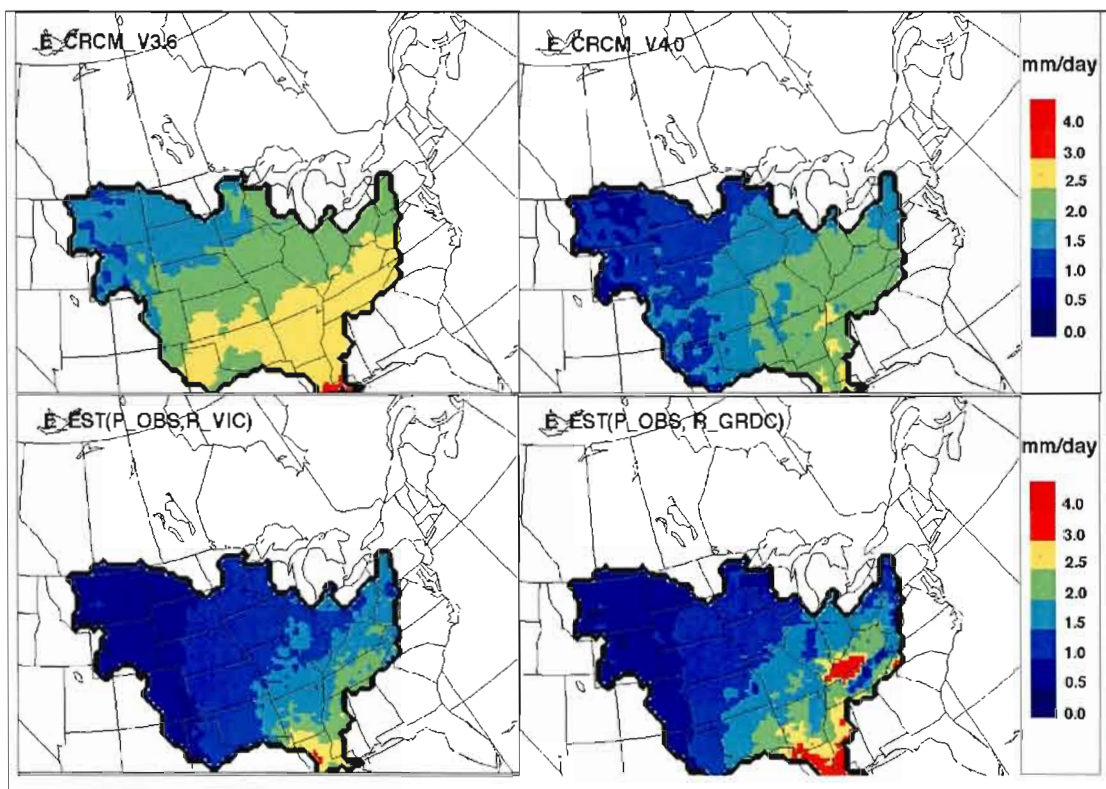 E_CRCM_V3.6
E_CRCM_V4.0
mm/day
4.0
3.0
2.5
2.0
1.5
1.0
0.5
0.0
E_EST(P_OBS,R_VIC)
E_EST(P_OBS, R_GRDC)
mm/day
4.0
3.0
2.5
2.0
1.5
1.0
0.5
0.0